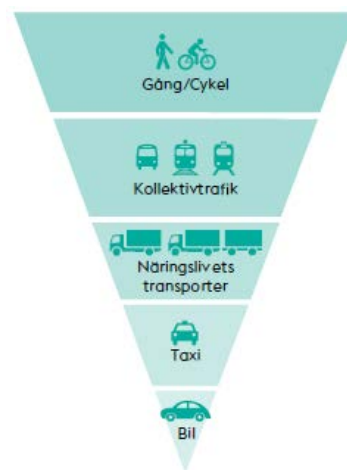 Gång/Cykel
Kollektivtrafik
Näringslivets
transporter
Taxi
Bil